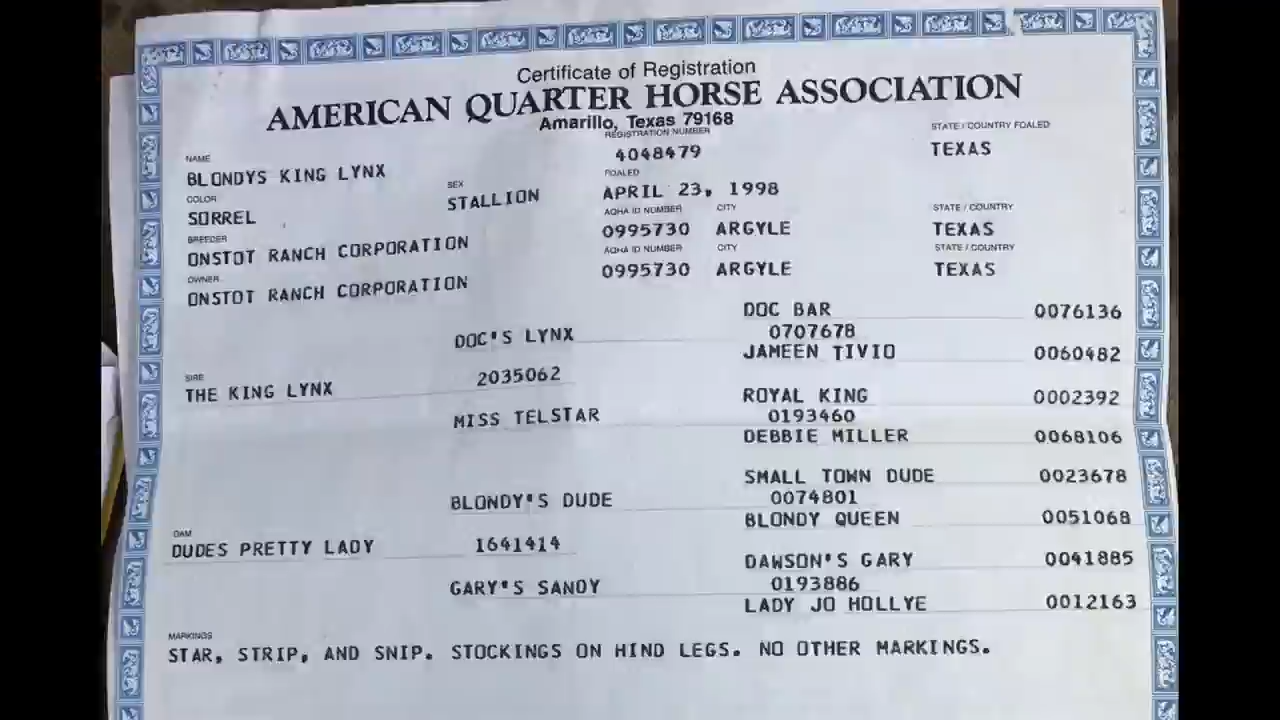 Certificate of Registration
AMERICAN QUARTER HORSE ASSOCIATION
Amarillo, Texas 79168
NAME REGISTRATION NUMBER STATE / COUNTRY FOALED
BLONDYS KING LYNX 4048479 TEXAS
COLOR SEX FOALED
SORREL STALLION APRIL 23, 1998
BREEDER AQHA ID NUMBER CITY STATE / COUNTRY
ONSTOT RANCH CORPORATION 0995730 ARGYLE TEXAS
OWNER AQHA ID NUMBER CITY STATE / COUNTRY
ONSTOT RANCH CORPORATION 0995730 ARGYLE TEXAS
DOC BAR 0076136
DOC'S LYNX 0707678
JAMEEN TIVIO 0060482
SIRE
THE KING LYNX 2035062
ROYAL KING 0002392
MISS TELSTAR 0193460
DEBBIE MILLER 0068106
SMALL TOWN DUDE 0023678
BLONDY'S DUDE 0074801
BLONDY QUEEN 0051068
DAM
DUDES PRETTY LADY 1641414
DAWSON'S GARY 0041885
GARY'S SANDY 0193886
LADY JO HOLLYE 0012163
MARKINGS
STAR, STRIP, AND SNIP. STOCKINGS ON HIND LEGS. NO OTHER MARKINGS.